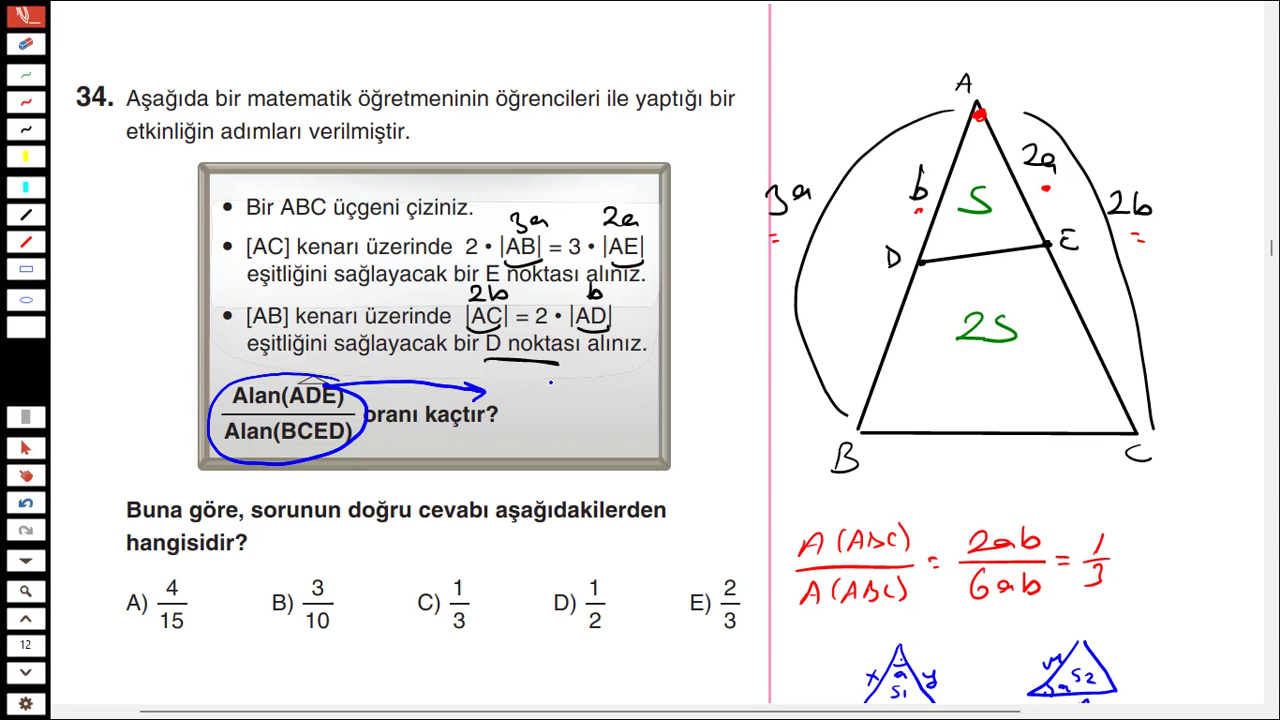 34. Aşağıda bir matematik öğretmeninin öğrencileri ile yaptığı bir
etkinliğin adımları verilmiştir.
• Bir ABC üçgeni çiziniz.
3a 2a
• [AC] kenarı üzerinde 2 • |AB| = 3 • |AE|
eşitliğini sağlayacak bir E noktası alınız.
2b b
• [AB] kenarı üzerinde |AC| = 2 • |AD|
eşitliğini sağlayacak bir D noktası alınız.
Alan(ADE)
Alan(BCED)
oranı kaçtır?
Buna göre, sorunun doğru cevabı aşağıdakilerden
hangisidir?
A) 4/15 B) 3/10 C) 1/3 D) 1/2 E) 2/3
A
2a
3a b S 2b
D E
2S
B C
A(ABC)/A(ABC) = 2ab/6ab = 1/3
x a y
S1
S2
12